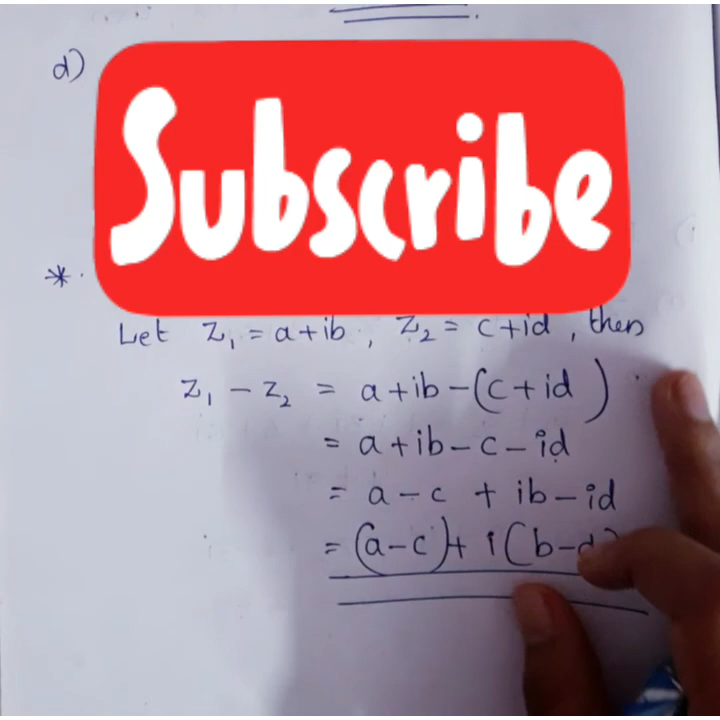 d)
Subscribe
*.
Let z₁ = a+ib, z₂ = c+id, then
z₁ - z₂ = a+ib-(c+id)
= a+ib-c-id
= a-c + ib-id
= (a-c)+ i(b-d)